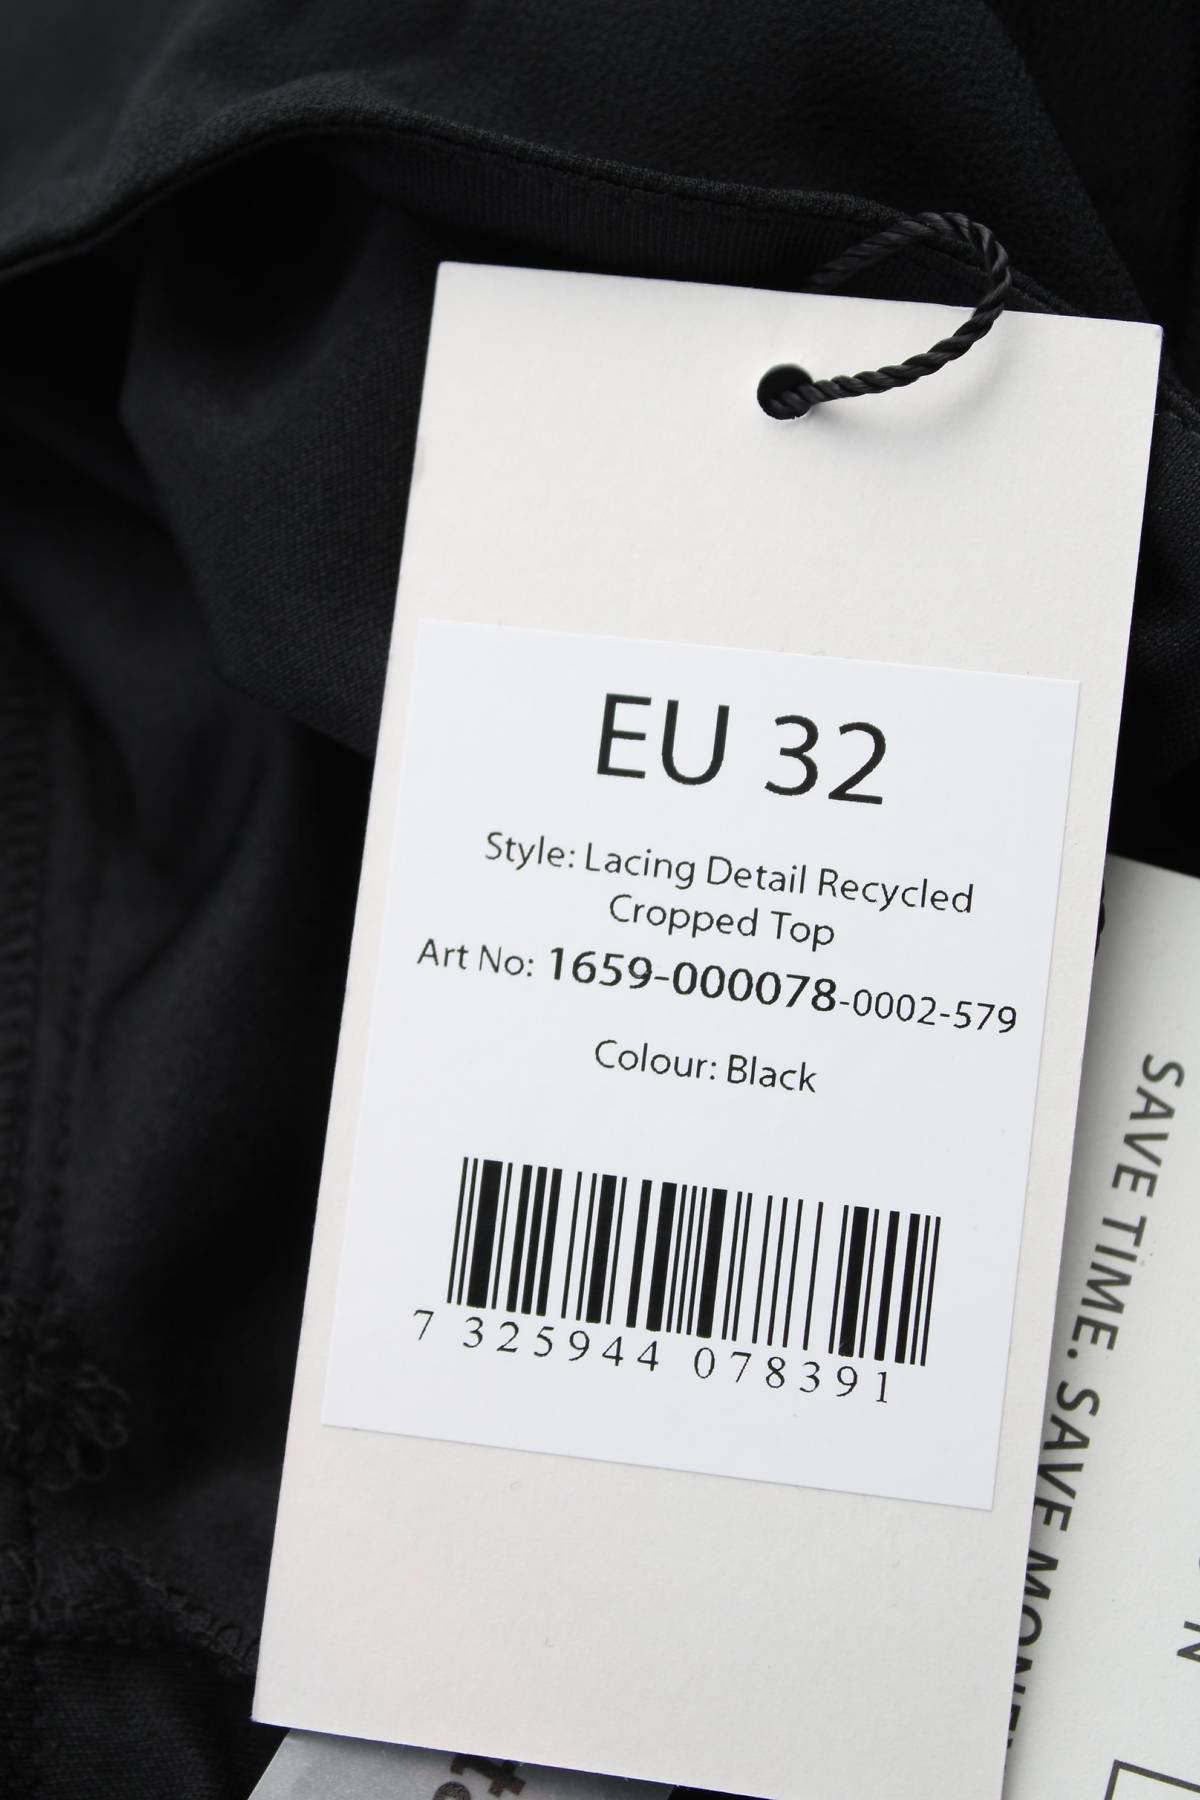 EU 32
Style: Lacing Detail Recycled
Cropped Top
Art No: 1659-000078-0002-579
Colour: Black
7 325944 078391
SAVE TIME. SAVE MONEY